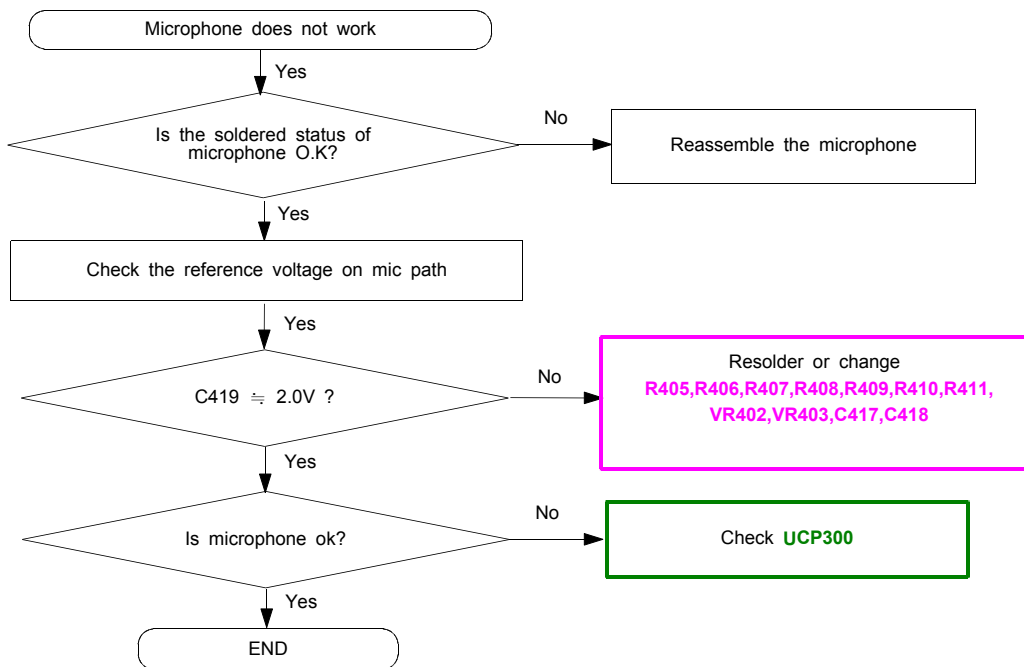 Microphone does not work
Yes
Is the soldered status of
microphone O.K?
No
Reassemble the microphone
Yes
Check the reference voltage on mic path
Yes
C419 ≒ 2.0V ?
No
Resolder or change
R405,R406,R407,R408,R409,R410,R411,
VR402,VR403,C417,C418
Yes
Is microphone ok?
No
Check UCP300
Yes
END